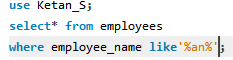 use Ketan_S;
select* from employees
where employee_name like'%an%';